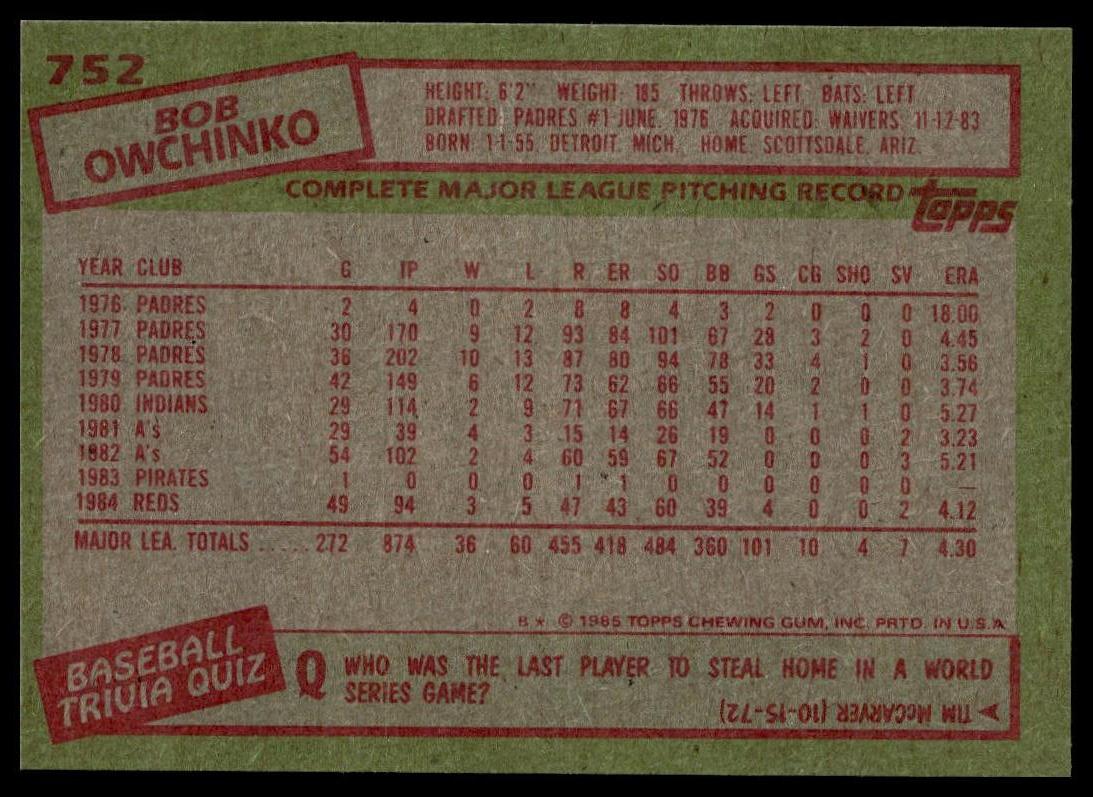 752
BOB
OWCHINKO
HEIGHT: 6'2" WEIGHT: 185 THROWS: LEFT BATS: LEFT
DRAFTED: PADRES #1-JUNE, 1976 ACQUIRED: WAIVERS, 11-12-83
BORN: 1-1-55, DETROIT, MICH. HOME: SCOTTSDALE, ARIZ.
COMPLETE MAJOR LEAGUE PITCHING RECORD
topps
YEAR CLUB G IP W L R ER SO BB GS CG SHO SV ERA
1976 PADRES 2 4 0 2 8 8 4 3 2 0 0 0 18.00
1977 PADRES 30 170 9 12 93 84 101 67 28 3 2 0 4.45
1978 PADRES 36 202 10 13 87 80 94 78 33 4 1 0 3.56
1979 PADRES 42 149 6 12 73 62 66 55 20 2 0 0 3.74
1980 INDIANS 29 114 2 9 71 67 66 47 14 1 1 0 5.27
1981 A's 29 39 4 3 15 14 26 19 0 0 0 2 3.23
1982 A's 54 102 2 4 60 59 67 52 0 0 0 3 5.21
1983 PIRATES 1 0 0 0 1 1 0 0 0 0 0 0 —
1984 REDS 49 94 3 5 47 43 60 39 4 0 0 2 4.12
MAJOR LEA. TOTALS ..... 272 874 36 60 455 418 484 360 101 10 4 7 4.30
B★ © 1985 TOPPS CHEWING GUM, INC. PRTD. IN U.S.A.
BASEBALL
TRIVIA QUIZ
Q WHO WAS THE LAST PLAYER TO STEAL HOME IN A WORLD
SERIES GAME?
TIM McCARVER (10-15-72)